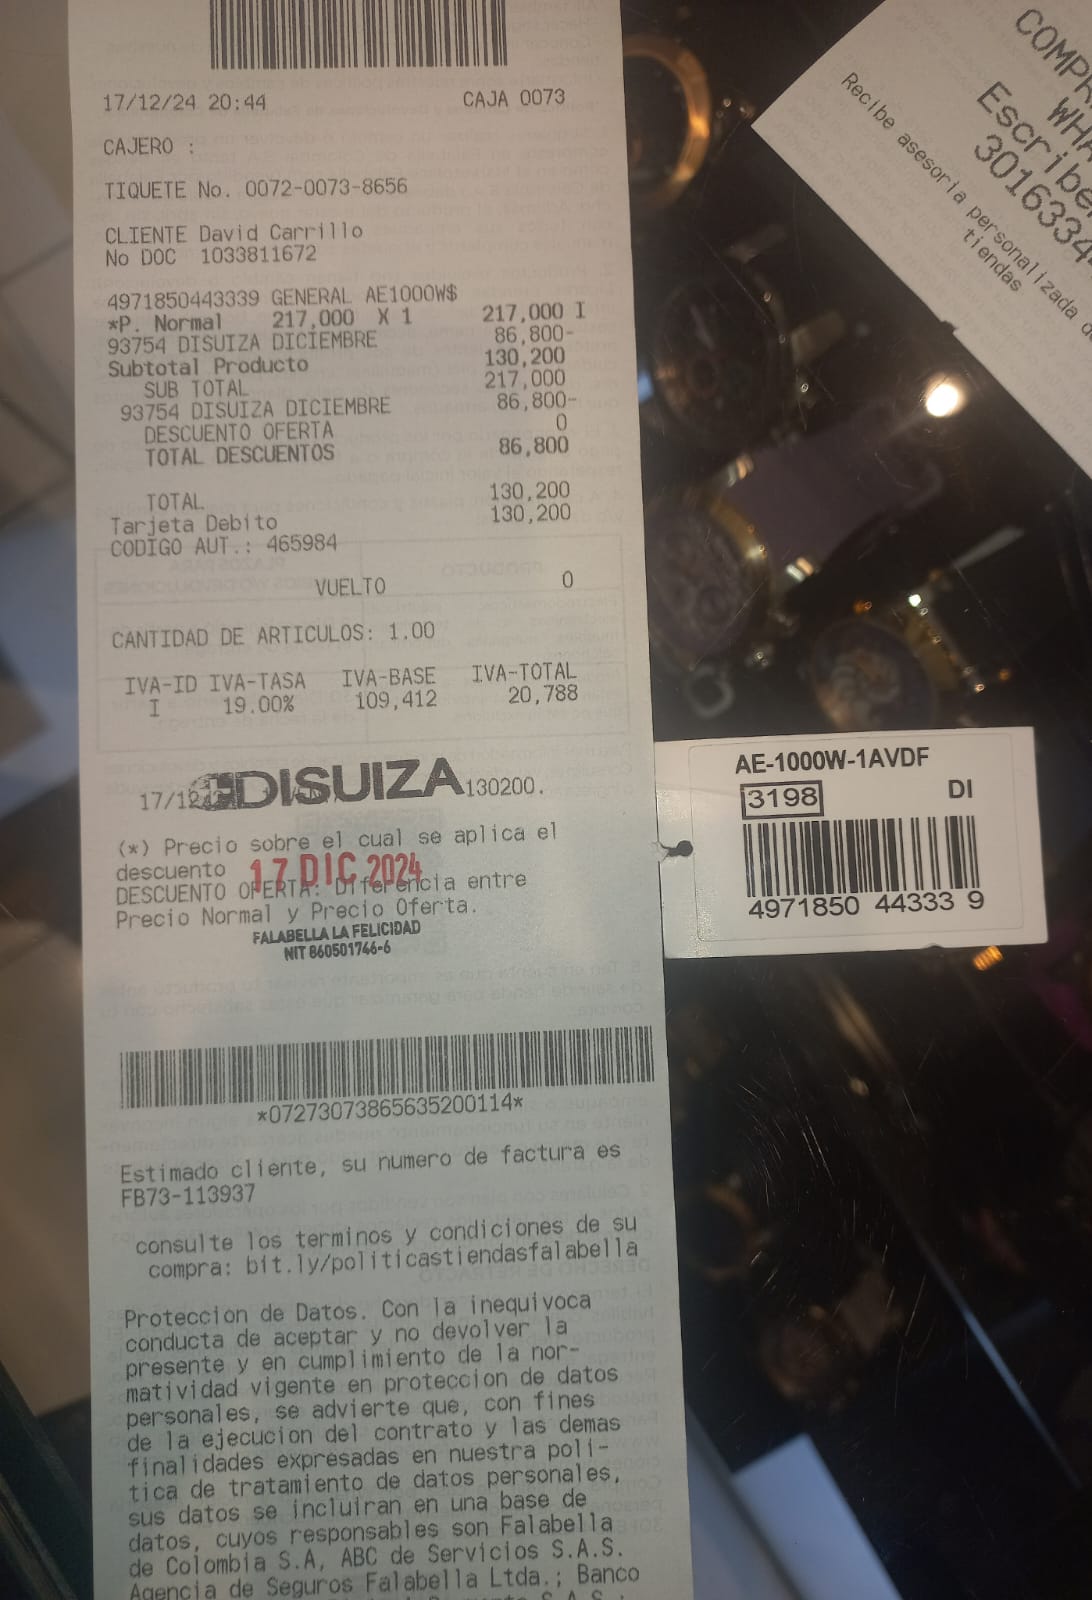 17/12/24 20:44 CAJA 0073
CAJERO :
TIQUETE No. 0072-0073-8656
CLIENTE David Carrillo
No DOC 1033811672
4971850443339 GENERAL AE1000W$
*P. Normal 217,000 X 1 217,000 I
93754 DISUIZA DICIEMBRE 86,800-
Subtotal Producto 130,200
SUB TOTAL 217,000
93754 DISUIZA DICIEMBRE 86,800-
DESCUENTO OFERTA 0
TOTAL DESCUENTOS 86,800
TOTAL 130,200
Tarjeta Debito 130,200
CODIGO AUT.: 465984
VUELTO 0
CANTIDAD DE ARTICULOS: 1.00
IVA-ID IVA-TASA IVA-BASE IVA-TOTAL
I 19.00% 109,412 20,788
17/12 DISUIZA 130200.
(*) Precio sobre el cual se aplica el
descuento 17 DIC 2024
DESCUENTO OFERTA: Diferencia entre
Precio Normal y Precio Oferta.
FALABELLA LA FELICIDAD
NIT 860501746-6
*07273073865635200114*
Estimado cliente, su numero de factura es
FB73-113937
consulte los terminos y condiciones de su
compra: bit.ly/politicastiendasfalabella
Proteccion de Datos. Con la inequivoca
conducta de aceptar y no devolver la
presente y en cumplimiento de la nor-
matividad vigente en proteccion de datos
personales, se advierte que, con fines
de la ejecucion del contrato y las demas
finalidades expresadas en nuestra poli-
tica de tratamiento de datos personales,
sus datos se incluiran en una base de
datos, cuyos responsables son Falabella
de Colombia S.A, ABC de Servicios S.A.S.
Agencia de Seguros Falabella Ltda.; Banco
AE-1000W-1AVDF
3198 DI
4971850 44333 9
COMPR
WHA
Escribe
30163344
Recibe asesoria personalizada d
tiendas